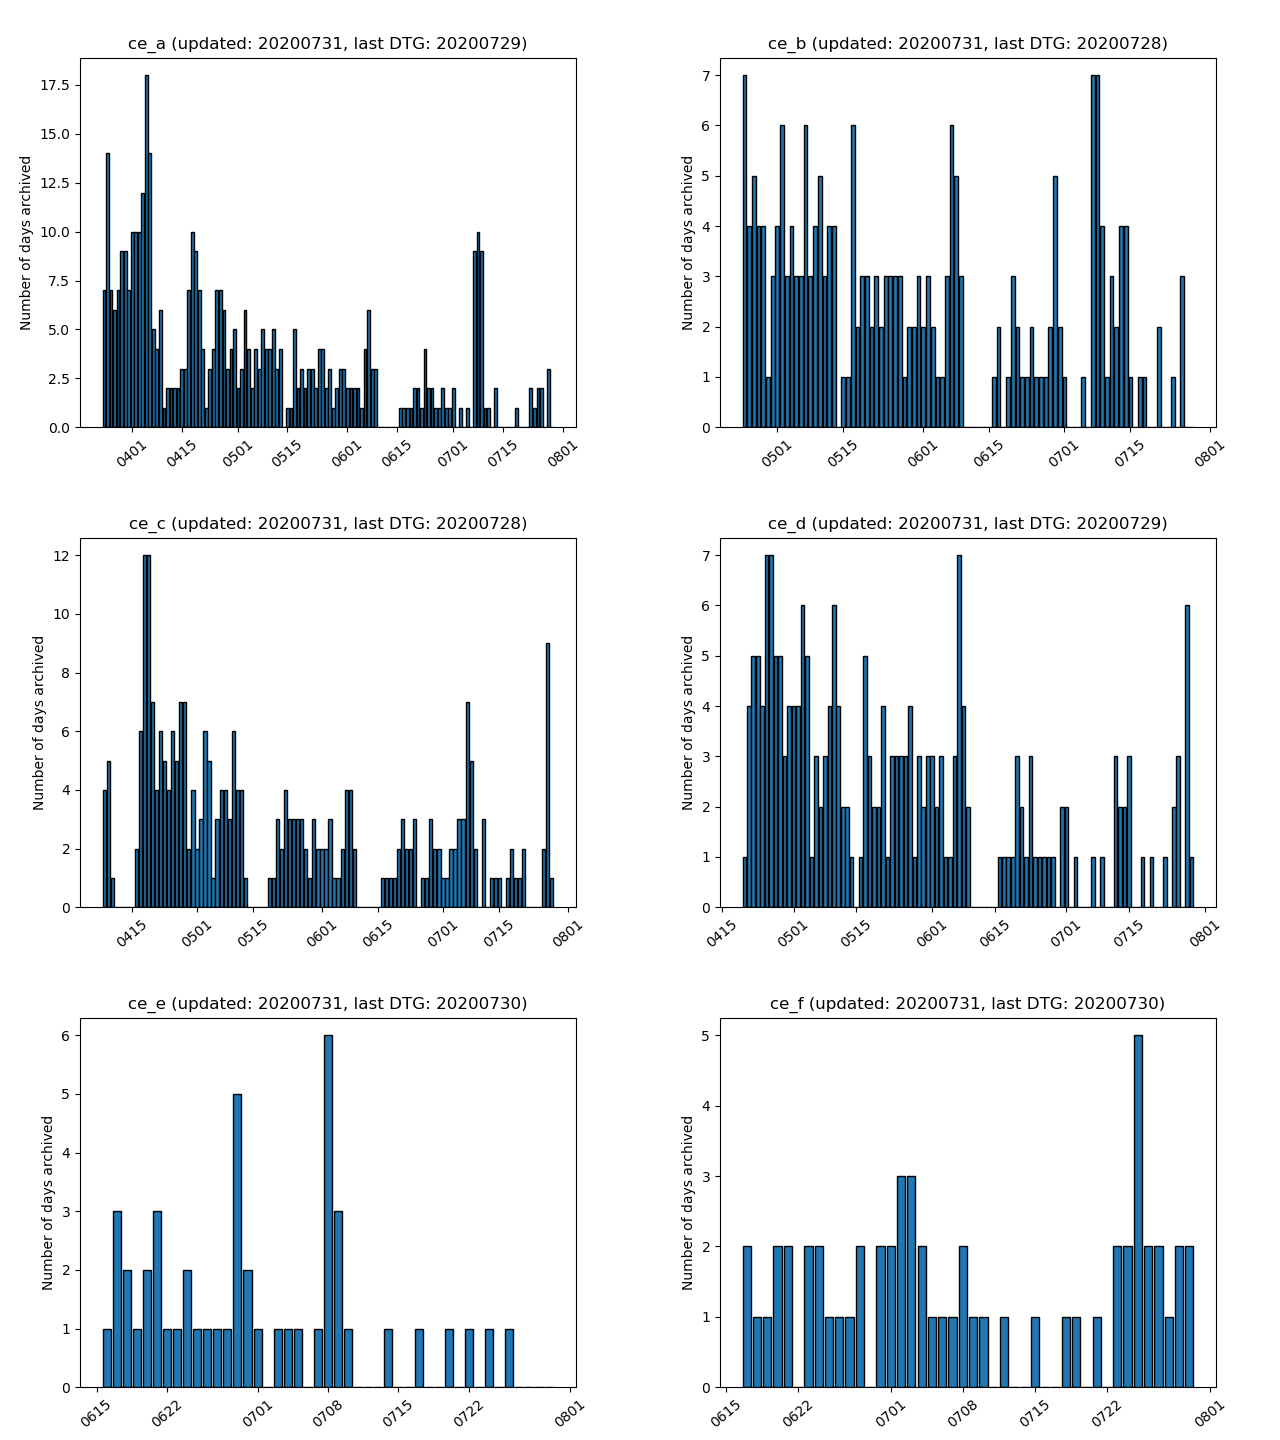 ce_a (updated: 20200731, last DTG: 20200729)
Number of days archived
17.5
15.0
12.5
10.0
7.5
5.0
2.5
0.0
0401 0415 0501 0515 0601 0615 0701 0715 0801
ce_b (updated: 20200731, last DTG: 20200728)
Number of days archived
7
6
5
4
3
2
1
0
0501 0515 0601 0615 0701 0715 0801
ce_c (updated: 20200731, last DTG: 20200728)
Number of days archived
12
10
8
6
4
2
0
0415 0501 0515 0601 0615 0701 0715 0801
ce_d (updated: 20200731, last DTG: 20200729)
Number of days archived
7
6
5
4
3
2
1
0
0415 0501 0515 0601 0615 0701 0715 0801
ce_e (updated: 20200731, last DTG: 20200730)
Number of days archived
6
5
4
3
2
1
0
0615 0622 0701 0708 0715 0722 0801
ce_f (updated: 20200731, last DTG: 20200730)
Number of days archived
5
4
3
2
1
0
0615 0622 0701 0708 0715 0722 0801